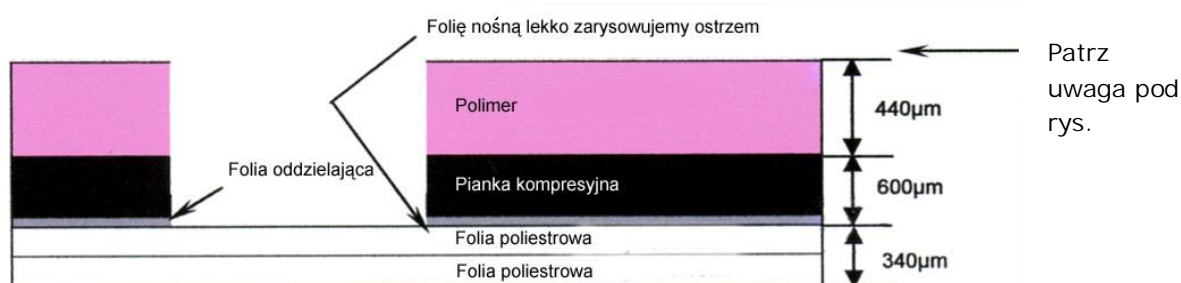 Folię nośną lekko zarysowujemy ostrzem
Patrz
uwaga pod
rys.
Polimer
440µm
Folia oddzielająca
Pianka kompresyjna
600µm
Folia poliestrowa
340µm
Folia poliestrowa